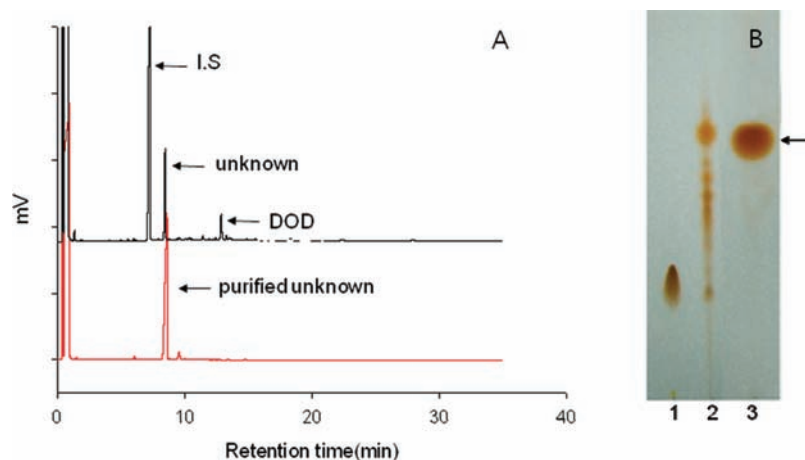 A
B
I.S
unknown
DOD
purified unknown
mV
0 10 20 30 40
Retention time(min)
1 2 3